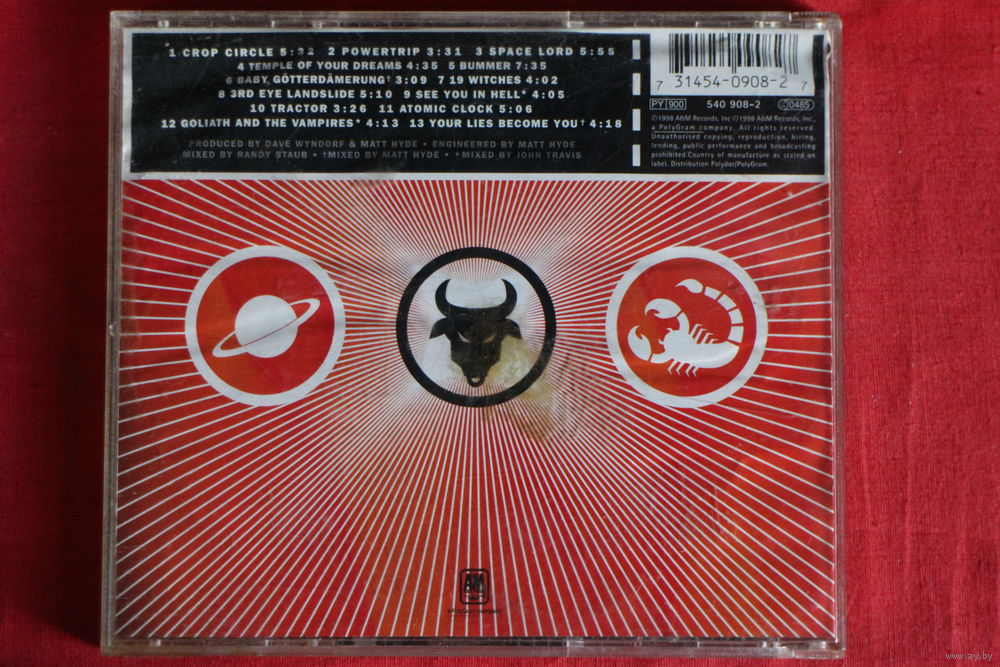 1 CROP CIRCLE 5:32 2 POWERTRIP 3:31 3 SPACE LORD 5:55
4 TEMPLE OF YOUR DREAMS 4:35 5 BUMMER 7:35
6 BABY, GÖTTERDÄMERUNG† 3:09 7 19 WITCHES 4:02
8 3RD EYE LANDSLIDE 5:10 9 SEE YOU IN HELL* 4:05
10 TRACTOR 3:26 11 ATOMIC CLOCK 5:06
12 GOLIATH AND THE VAMPIRES* 4:13 13 YOUR LIES BECOME YOU† 4:18
PRODUCED BY DAVE WYNDORF & MATT HYDE • ENGINEERED BY MATT HYDE
MIXED BY RANDY STAUB • †MIXED BY MATT HYDE • *MIXED BY JOHN TRAVIS
7 31454-0908-2 7
PY 900 540 908-2 0485
℗1998 A&M Records, Inc ©1998 A&M Records, Inc.,
a PolyGram company. All rights reserved.
Unauthorised copying, reproduction, hiring,
lending, public performance and broadcasting
prohibited. Country of manufacture as stated on
label. Distribution Polydor/PolyGram.
A&M
www.ay.by